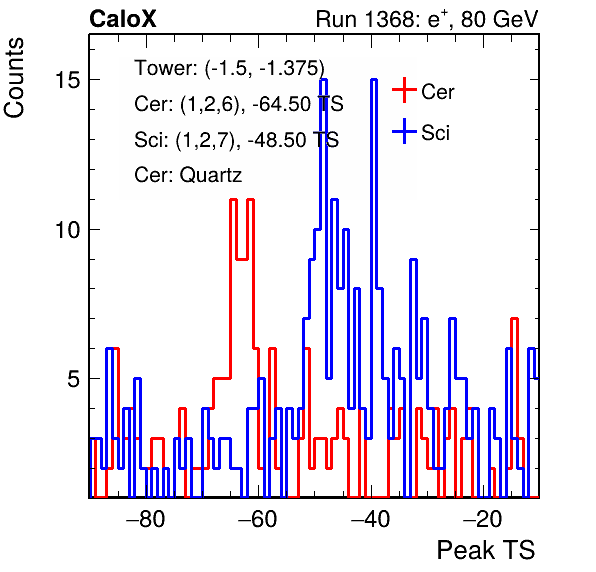 CaloX Run 1368: e⁺, 80 GeV
Counts
Tower: (-1.5, -1.375)
Cer: (1,2,6), -64.50 TS
Sci: (1,2,7), -48.50 TS
Cer: Quartz
Cer
Sci
15
10
5
−80 −60 −40 −20
Peak TS